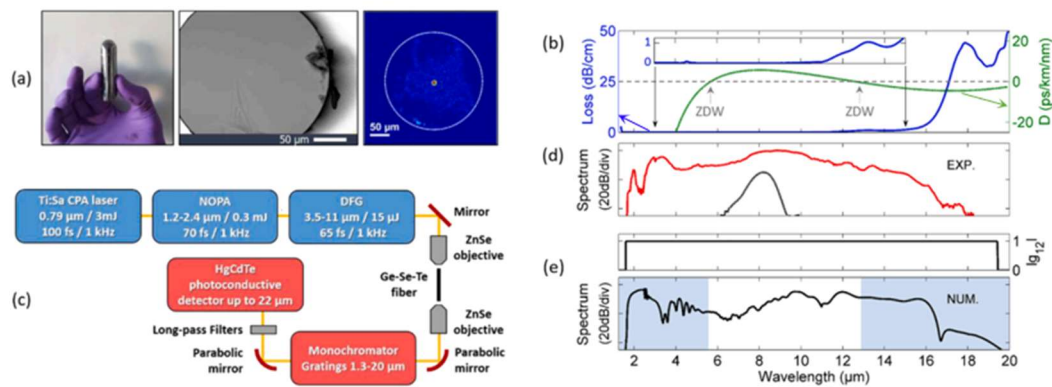 (a)
50 μm
50 μm
Ti:Sa CPA laser
0.79 μm / 3mJ
100 fs / 1 kHz
NOPA
1.2-2.4 μm / 0.3 mJ
70 fs / 1 kHz
DFG
3.5-11 μm / 15 μJ
65 fs / 1 kHz
Mirror
ZnSe
objective
Ge-Se-Te
fiber
ZnSe
objective
(c)
HgCdTe
photoconductive
detector up to 22 μm
Long-pass Filters
Parabolic
mirror
Monochromator
Gratings 1.3-20 μm
Parabolic
mirror
(b)
Loss (dB/cm)
50
25
0
1
0
ZDW
ZDW
20
0
-20
D (ps/km/nm)
(d)
Spectrum
(20dB/div)
EXP.
(e)
1
0
|g12|
Spectrum
(20dB/div)
NUM.
2 4 6 8 10 12 14 16 18 20
Wavelength (μm)